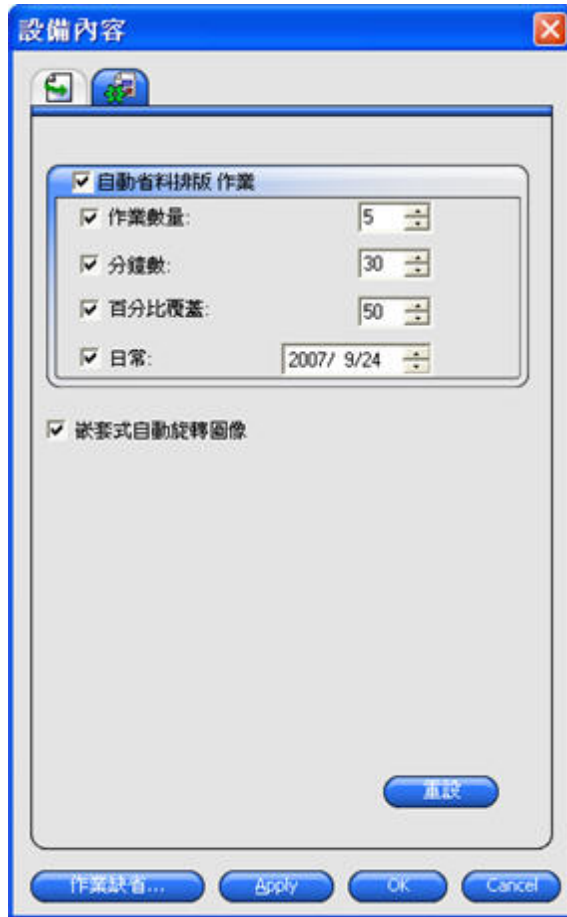 設備內容
自動省料排版 作業
作業數量: 5
分鐘數: 30
百分比覆蓋: 50
日常: 2007/ 9/24
嵌套式自動旋轉圖像
重設
作業缺省... Apply OK Cancel